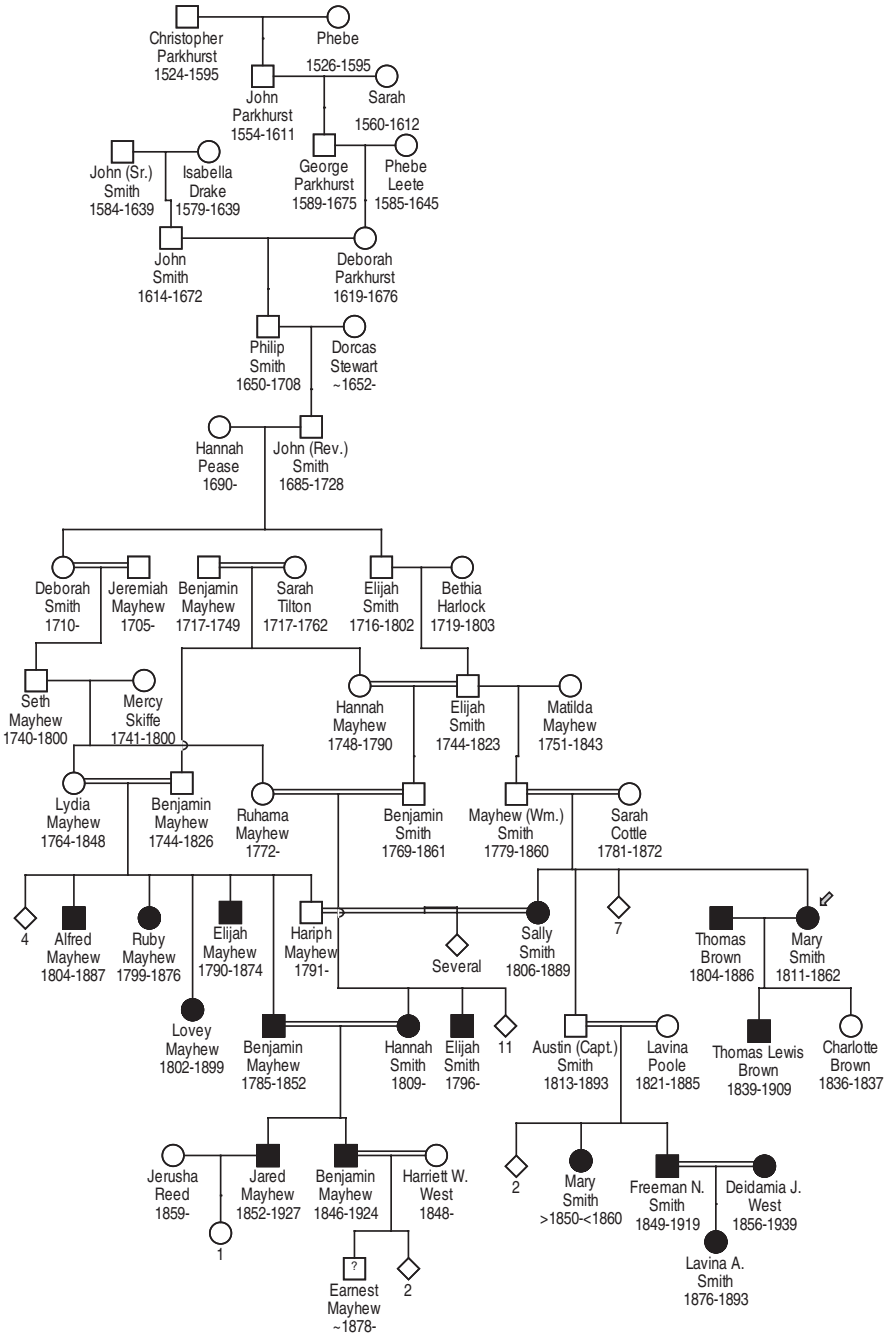 Christopher
Parkhurst
1524-1595
Phebe
1526-1595
John
Parkhurst
1554-1611
Sarah
1560-1612
John (Sr.)
Smith
1584-1639
Isabella
Drake
1579-1639
George
Parkhurst
1589-1675
Phebe
Leete
1585-1645
John
Smith
1614-1672
Deborah
Parkhurst
1619-1676
Philip
Smith
1650-1708
Dorcas
Stewart
~1652-
Hannah
Pease
1690-
John (Rev.)
Smith
1685-1728
Deborah
Smith
1710-
Jeremiah
Mayhew
1705-
Benjamin
Mayhew
1717-1749
Sarah
Tilton
1717-1762
Elijah
Smith
1716-1802
Bethia
Harlock
1719-1803
Seth
Mayhew
1740-1800
Mercy
Skiffe
1741-1800
Hannah
Mayhew
1748-1790
Elijah
Smith
1744-1823
Matilda
Mayhew
1751-1843
Lydia
Mayhew
1764-1848
Benjamin
Mayhew
1744-1826
Ruhama
Mayhew
1772-
Benjamin
Smith
1769-1861
Mayhew (Wm.)
Smith
1779-1860
Sarah
Cottle
1781-1872
4
Alfred
Mayhew
1804-1887
Ruby
Mayhew
1799-1876
Elijah
Mayhew
1790-1874
Hariph
Mayhew
1791-
Several
Sally
Smith
1806-1889
7
Thomas
Brown
1804-1886
Mary
Smith
1811-1862
Lovey
Mayhew
1802-1899
Benjamin
Mayhew
1785-1852
Hannah
Smith
1809-
Elijah
Smith
1796-
11
Austin (Capt.)
Smith
1813-1893
Lavina
Poole
1821-1885
Thomas Lewis
Brown
1839-1909
Charlotte
Brown
1836-1837
Jerusha
Reed
1859-
Jared
Mayhew
1852-1927
Benjamin
Mayhew
1846-1924
Harriett W.
West
1848-
2
Mary
Smith
>1850-<1860
Freeman N.
Smith
1849-1919
Deidamia J.
West
1856-1939
1
?
Earnest
Mayhew
~1878-
2
Lavina A.
Smith
1876-1893